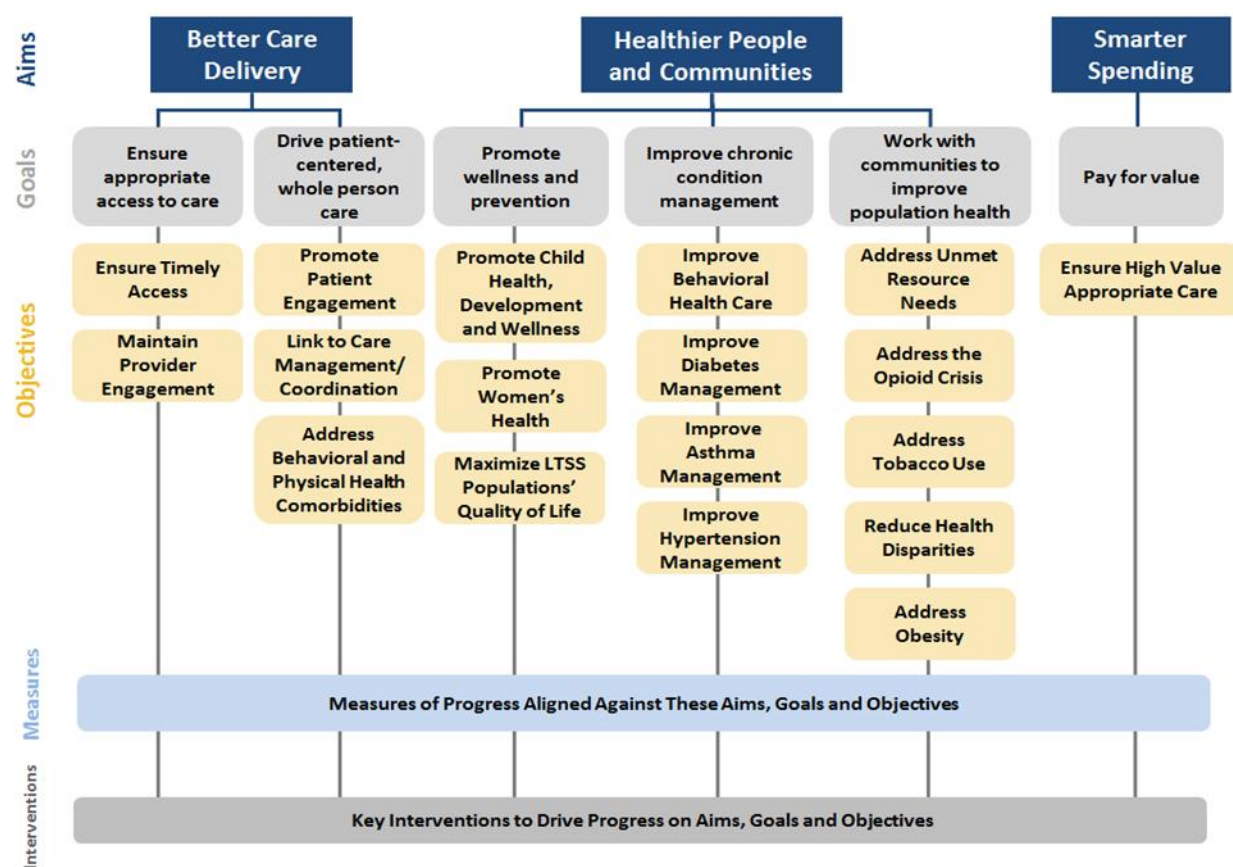 Aims
Better Care
Delivery
Healthier People
and Communities
Smarter
Spending
Goals
Ensure
appropriate
access to care
Drive patient-
centered,
whole person
care
Promote
wellness and
prevention
Improve chronic
condition
management
Work with
communities to
improve
population health
Pay for value
Objectives
Ensure Timely
Access
Maintain
Provider
Engagement
Promote
Patient
Engagement
Link to Care
Management/
Coordination
Address
Behavioral and
Physical Health
Comorbidities
Promote Child
Health,
Development
and Wellness
Promote
Women's
Health
Maximize LTSS
Populations'
Quality of Life
Improve
Behavioral
Health Care
Improve
Diabetes
Management
Improve
Asthma
Management
Improve
Hypertension
Management
Address Unmet
Resource
Needs
Address the
Opioid Crisis
Address
Tobacco Use
Reduce Health
Disparities
Address
Obesity
Ensure High Value
Appropriate Care
Measures
Measures of Progress Aligned Against These Aims, Goals and Objectives
Interventions
Key Interventions to Drive Progress on Aims, Goals and Objectives